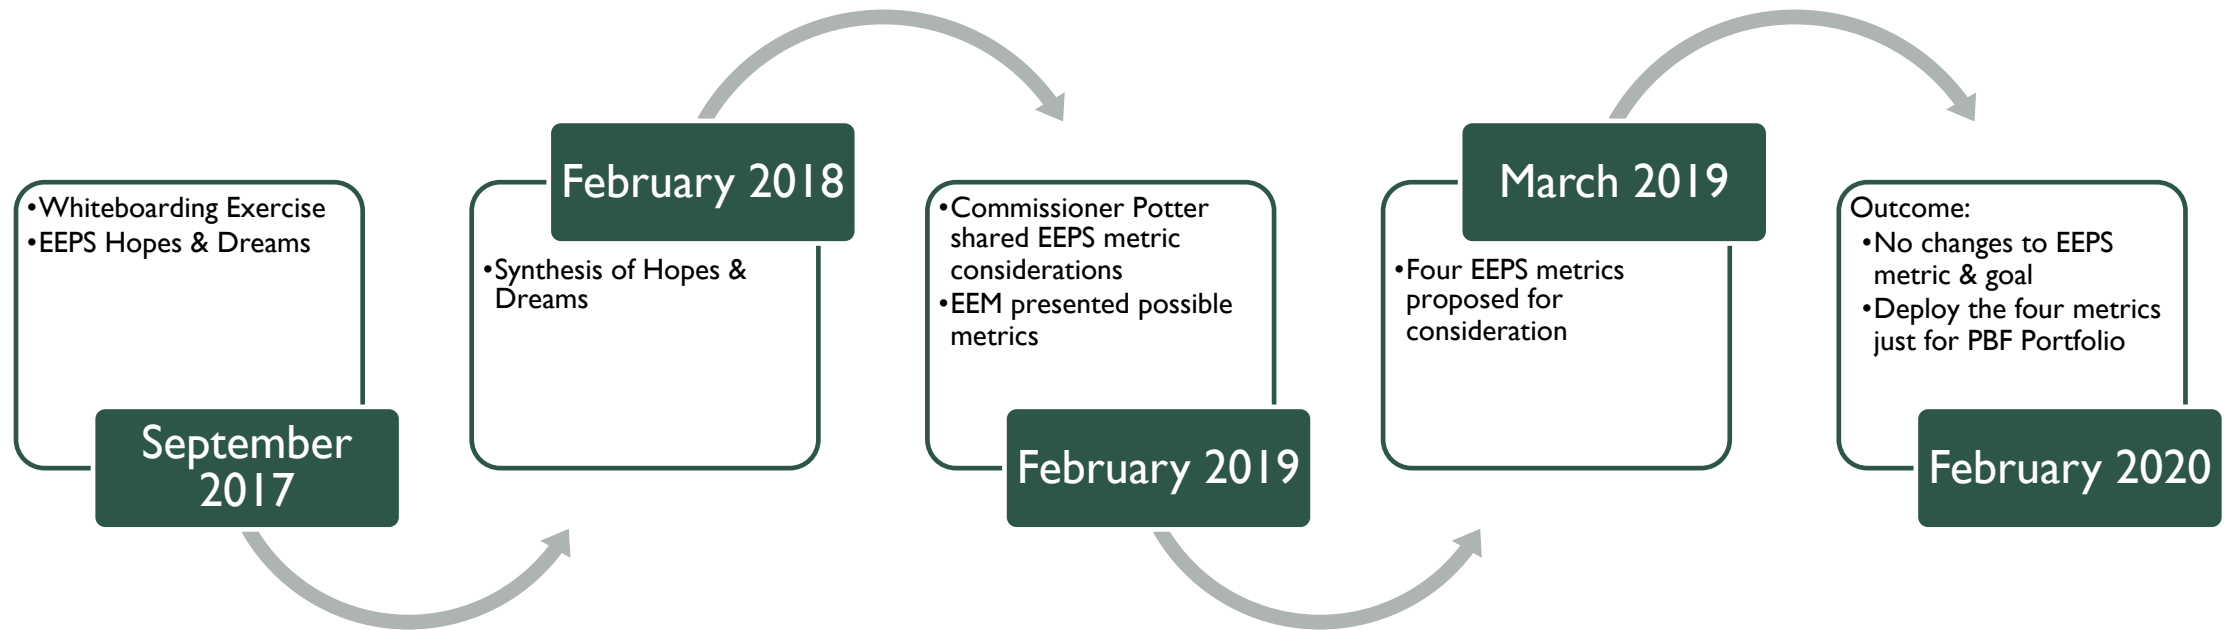 •Whiteboarding Exercise
•EEPS Hopes & Dreams
September
2017
February 2018
•Synthesis of Hopes &
Dreams
•Commissioner Potter
shared EEPS metric
considerations
•EEM presented possible
metrics
February 2019
March 2019
•Four EEPS metrics
proposed for
consideration
Outcome:
•No changes to EEPS
metric & goal
•Deploy the four metrics
just for PBF Portfolio
February 2020